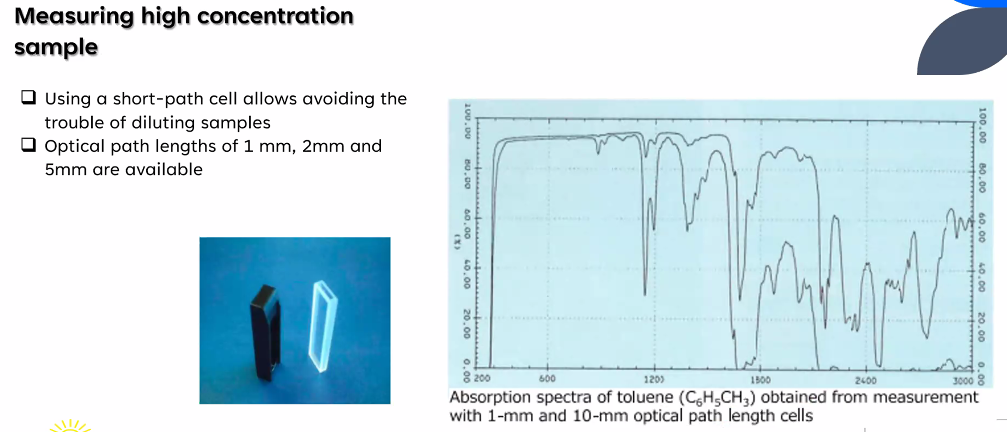 Measuring high concentration
sample
❑ Using a short-path cell allows avoiding the
trouble of diluting samples
❑ Optical path lengths of 1 mm, 2mm and
5mm are available
100.00
80.00
60.00
(%)
40.00
20.00
0.00
100.00
80.00
60.00
40.00
20.00
0.00
200 600 1200 1800 2400 3000
Absorption spectra of toluene (C₆H₅CH₃) obtained from measurement
with 1-mm and 10-mm optical path length cells